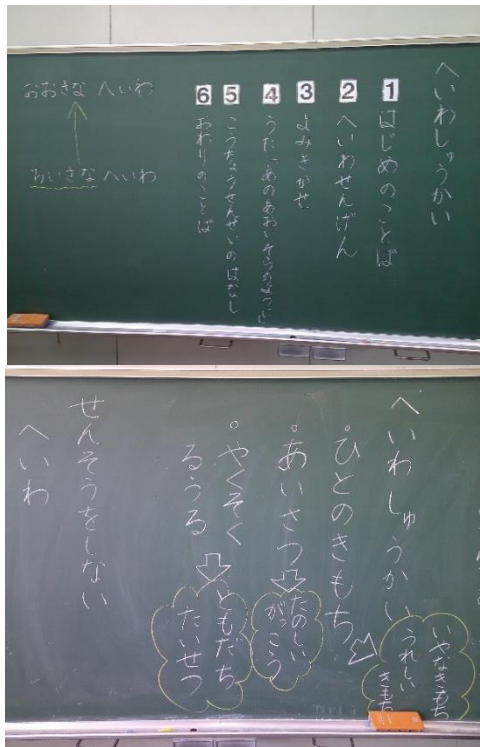 へいわしゅうかい
1 はじめのことば
2 へいわせんげん
3 よみきかせ
4 うた「あのあおいそらのように」
5 こうちょうせんせいのはなし
6 おわりのことば
おおきなへいわ
ちいさなへいわ
へいわしゅうかい
いやなきもち
うれしい
きもち
。ひとのきもち
。あいさつ
たのしい
がっこう
。やくそく
るうる
ともだち
たいせつ
せんそうをしない
へいわ